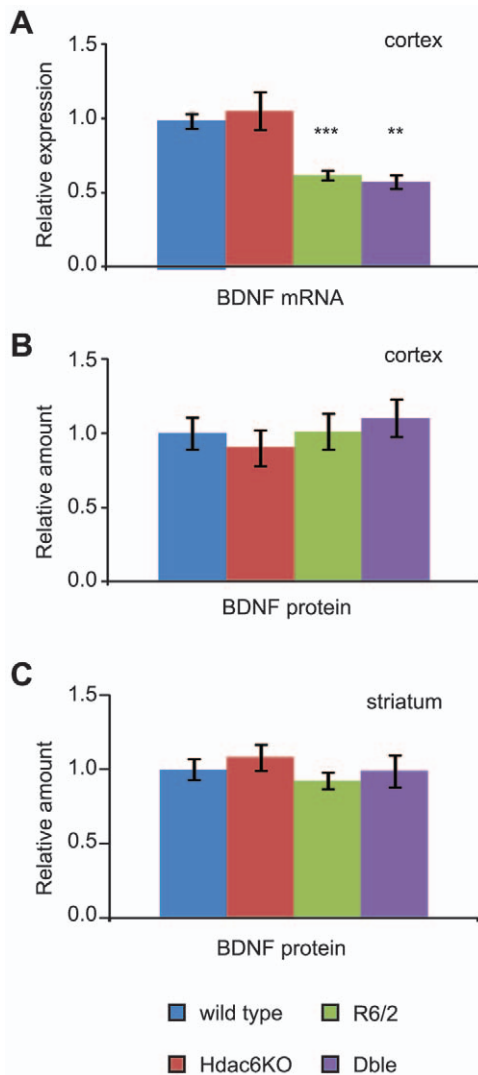 A
cortex
Relative expression
1.5
1.0
0.5
0.0
***
**
BDNF mRNA
B
cortex
Relative amount
1.5
1.0
0.5
0.0
BDNF protein
C
striatum
Relative amount
1.5
1.0
0.5
0.0
BDNF protein
wild type
R6/2
Hdac6KO
Dble